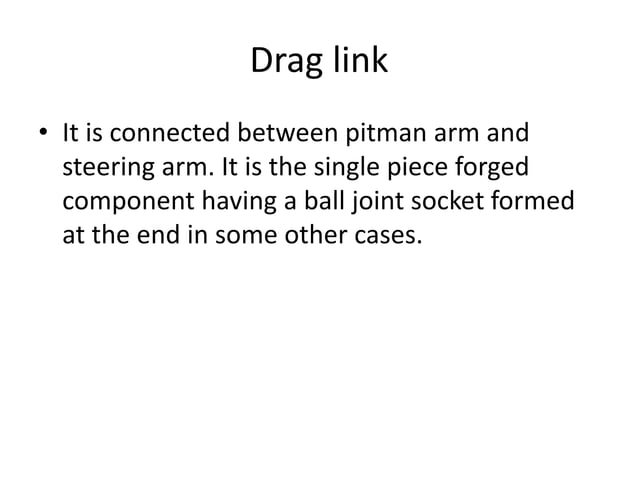 Drag link
• It is connected between pitman arm and
steering arm. It is the single piece forged
component having a ball joint socket formed
at the end in some other cases.